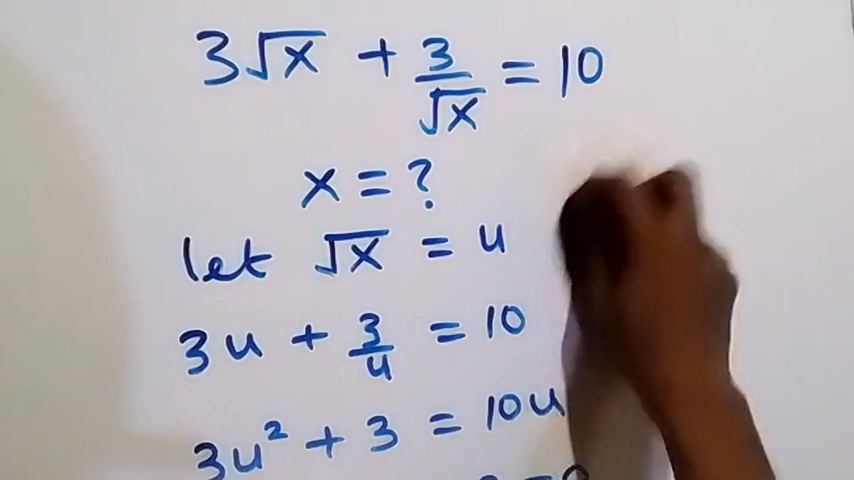 3√x + 3/√x = 10
x = ?
let √x = u
3u + 3/u = 10
3u² + 3 = 10u